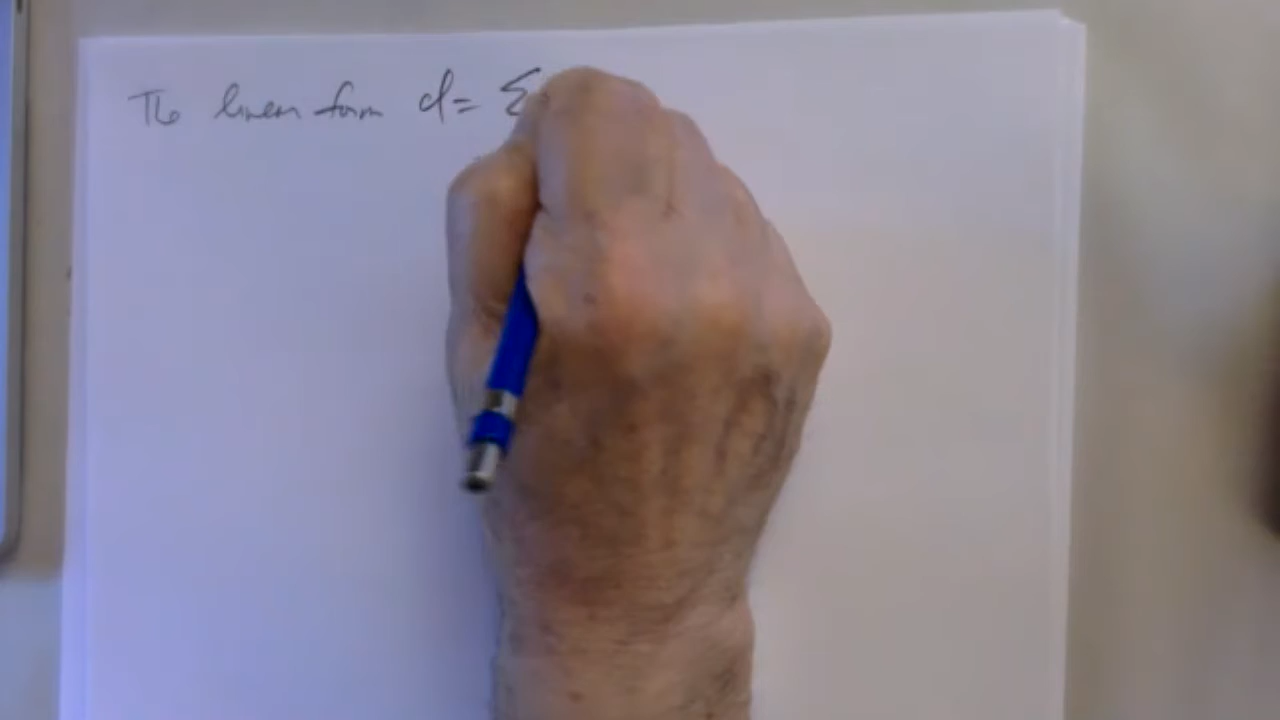 The linear form d = Σ